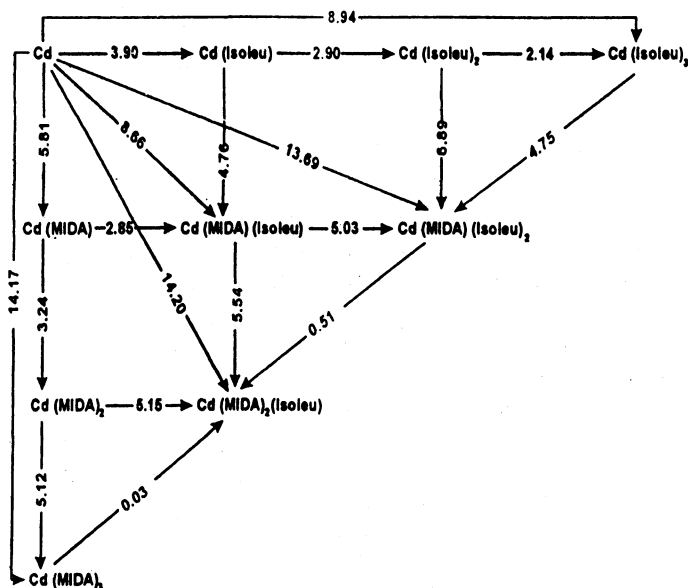 8.94
Cd 3.90 Cd (Isoleu) 2.90 Cd (Isoleu)₂ 2.14 Cd (Isoleu)₃
5.81 8.66 4.76 13.69 6.89 4.75
Cd (MIDA) 2.85 Cd (MIDA) (Isoleu) 5.03 Cd (MIDA) (Isoleu)₂
14.17 3.24 14.20 5.54 0.51
Cd (MIDA)₂ 5.15 Cd (MIDA)₂(Isoleu)
5.12 0.03
Cd (MIDA)₃